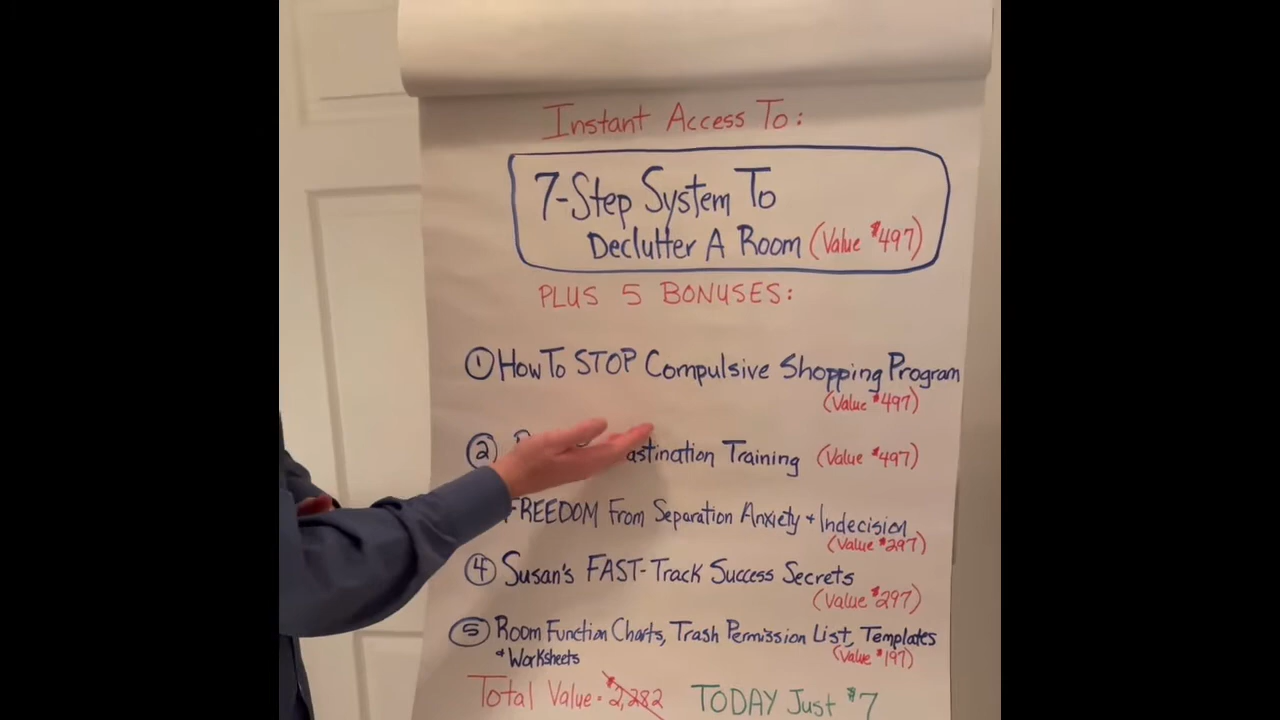 Instant Access To:
7-Step System To
Declutter A Room (Value $497)
PLUS 5 BONUSES:
① How To STOP Compulsive Shopping Program
(Value $497)
② astination Training (Value $497)
FREEDOM From Separation Anxiety + Indecision
(Value $297)
④ Susan's FAST-Track Success Secrets
(Value $297)
⑤ Room Function Charts, Trash Permission List, Templates
+ Worksheets (Value $197)
Total Value = $2,282 TODAY Just $7